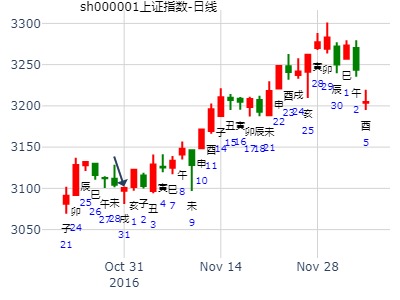 sh000001上证指数-日线
3300
3250
3200
3150
3100
3050
子
21
卯
24
辰
25
巳
26
午
27
未
28
戌
31
亥
1
子
2
丑
3
寅
4
巳
7
午
8
未
9
申
10
酉
11
子
14
丑
15
寅
16
卯
17
辰
18
未
21
申
22
酉
23
戌
24
亥
25
寅
28
卯
29
辰
30
巳
1
午
2
酉
5
Oct 31
2016
Nov 14
Nov 28